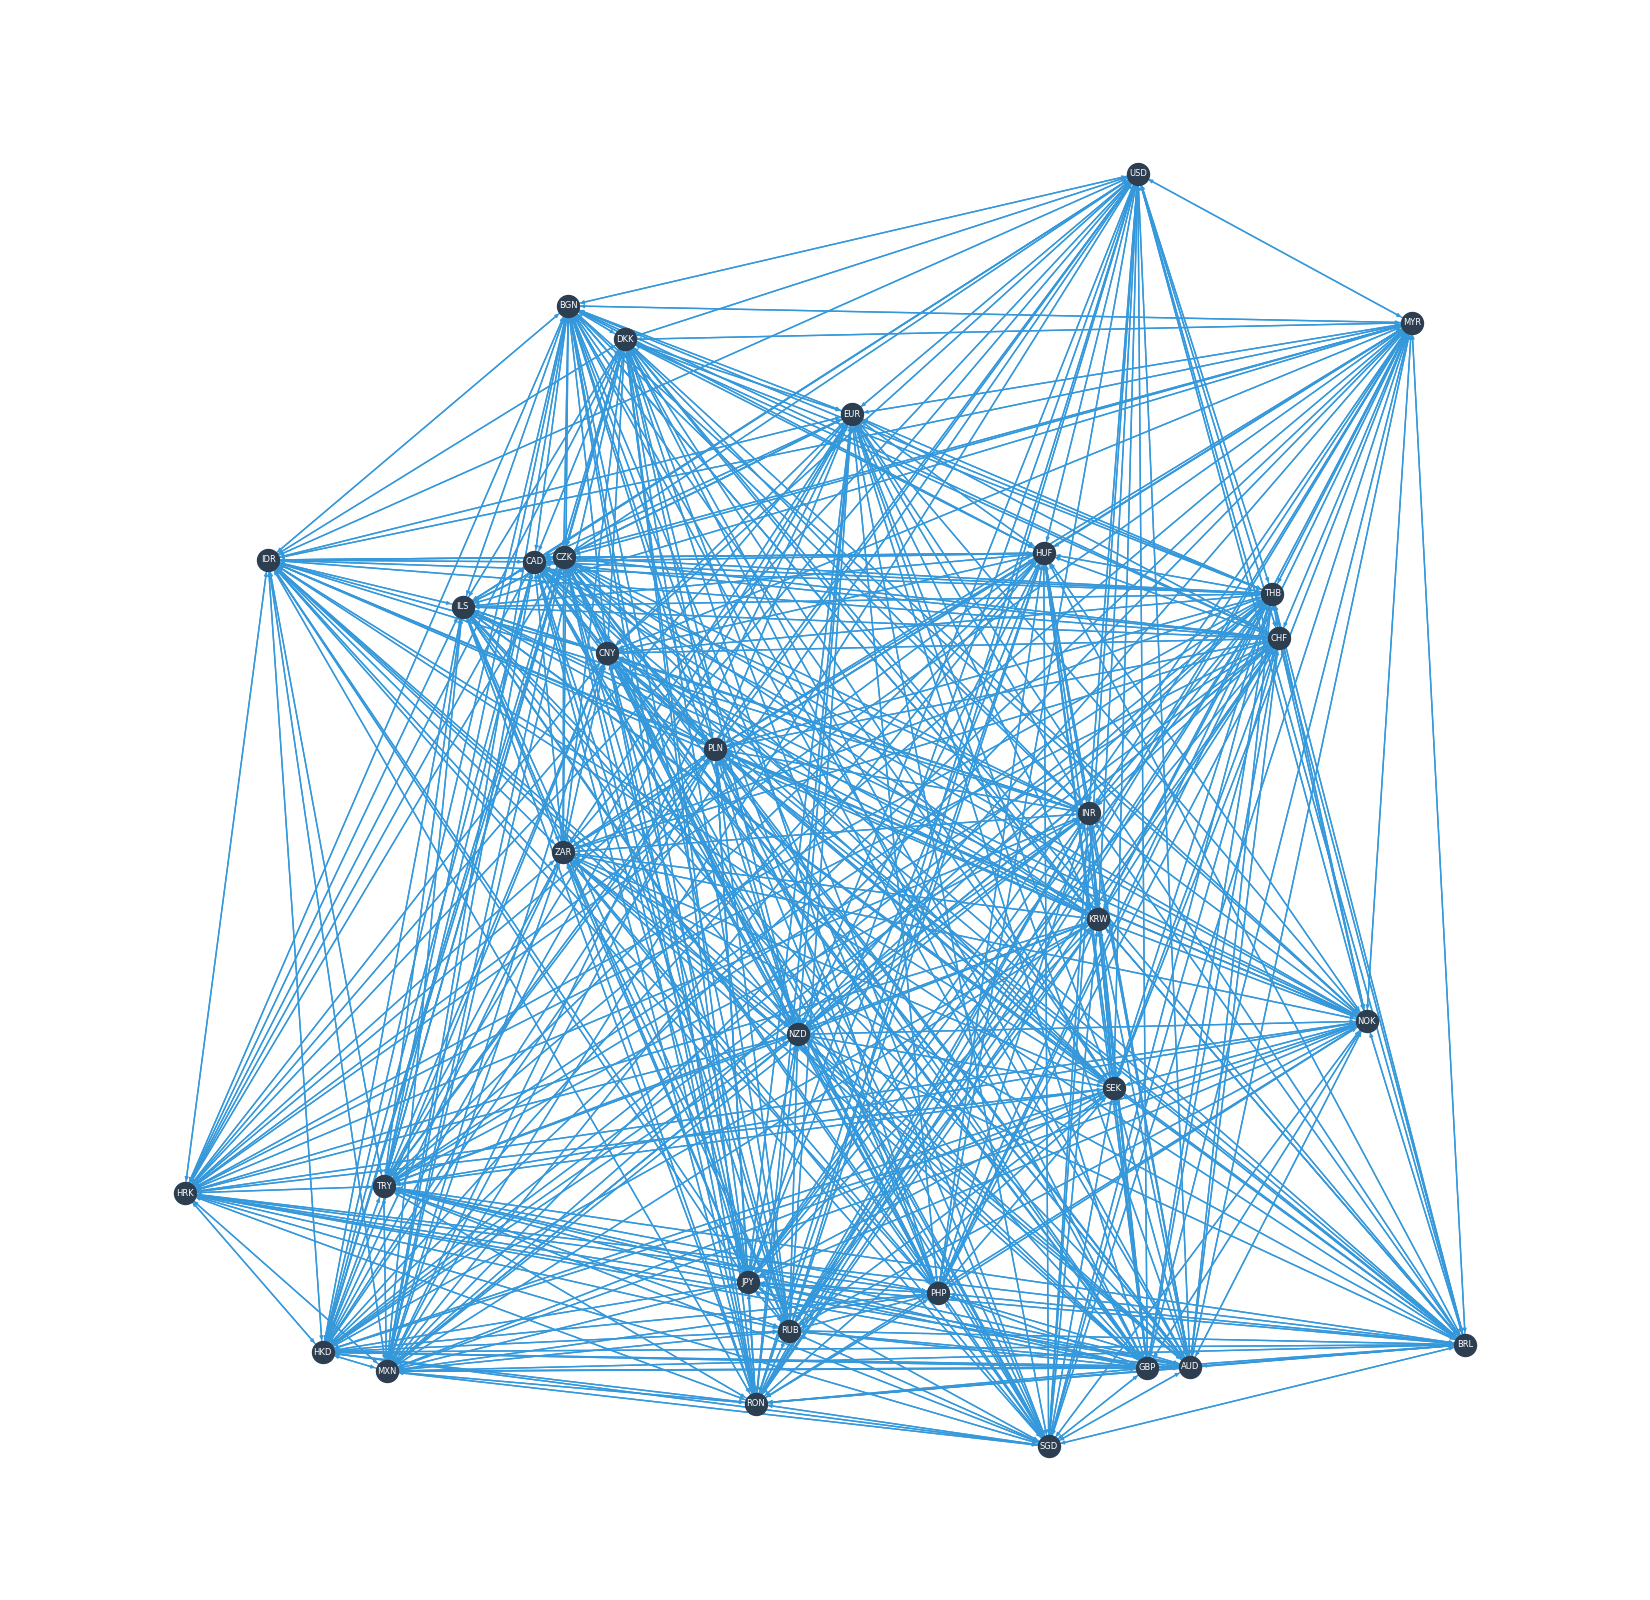 USD
BGN
MYR
DKK
EUR
HUF
CZK
IDR
CAD
THB
ILS
CHF
CNY
PLN
INR
ZAR
KRW
NOK
NZD
SEK
TRY
HRK
JPY
PHP
RUB
BRL
HKD
AUD
GBP
MXN
RON
SGD